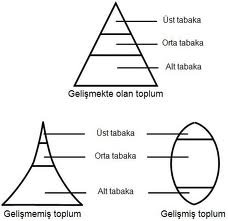 Üst tabaka
Orta tabaka
Alt tabaka
Gelişmekte olan toplum
Üst tabaka
Orta tabaka
Alt tabaka
Gelişmemiş toplum
Gelişmiş toplum